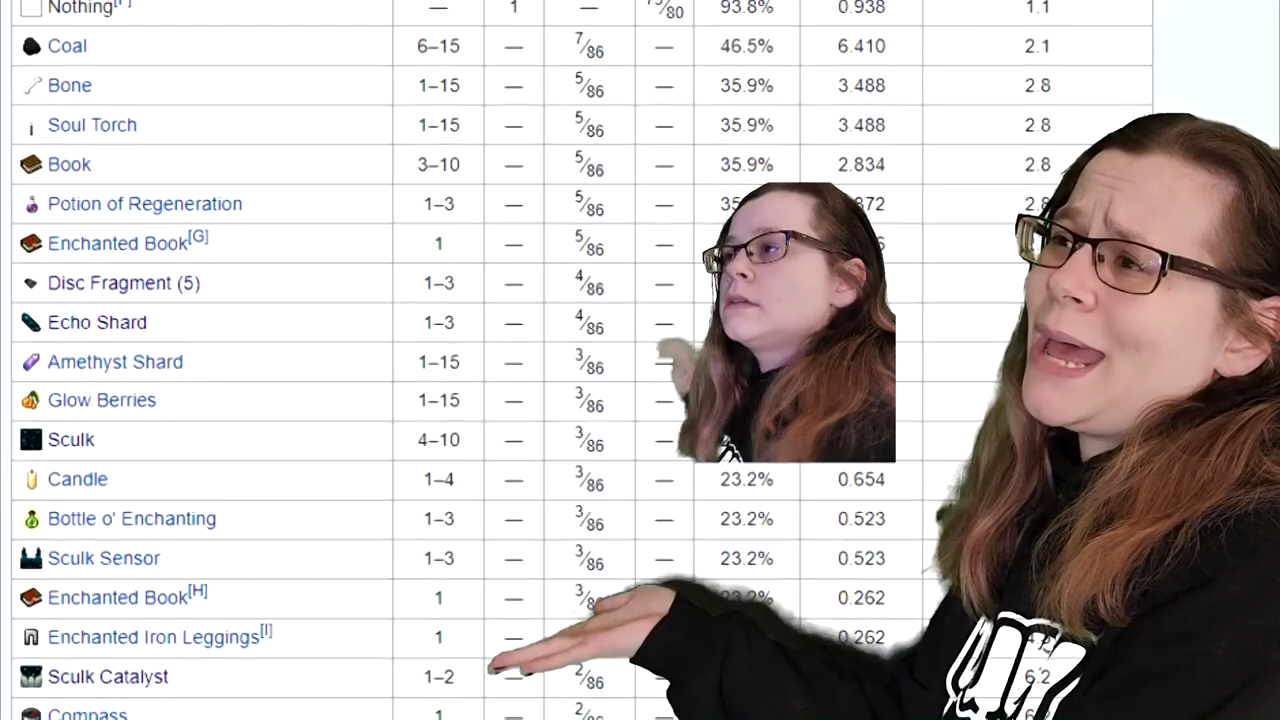 Nothing — 1 — 93.8% 0.938 1.1
Coal 6–15 — 7/86 — 46.5% 6.410 2.1
Bone 1–15 — 5/86 — 35.9% 3.488 2.8
Soul Torch 1–15 — 5/86 — 35.9% 3.488 2.8
Book 3–10 — 5/86 — 35.9% 2.834 2.8
Potion of Regeneration 1–3 — 5/86 —
Enchanted Book[G] 1 — 5/86 —
Disc Fragment (5) 1–3 — 4/86 —
Echo Shard 1–3 — 4/86 —
Amethyst Shard 1–15 — 3/86 —
Glow Berries 1–15 — 3/86 —
Sculk 4–10 — 3/86 —
Candle 1–4 — 3/86 — 23.2% 0.654
Bottle o' Enchanting 1–3 — 3/86 — 23.2% 0.523
Sculk Sensor 1–3 — 3/86 — 23.2% 0.523
Enchanted Book[H] 1 — 0.262
Enchanted Iron Leggings[I] 1 — 0.262
Sculk Catalyst 1–2 — 2/86 — 6.2
Compass 1 —